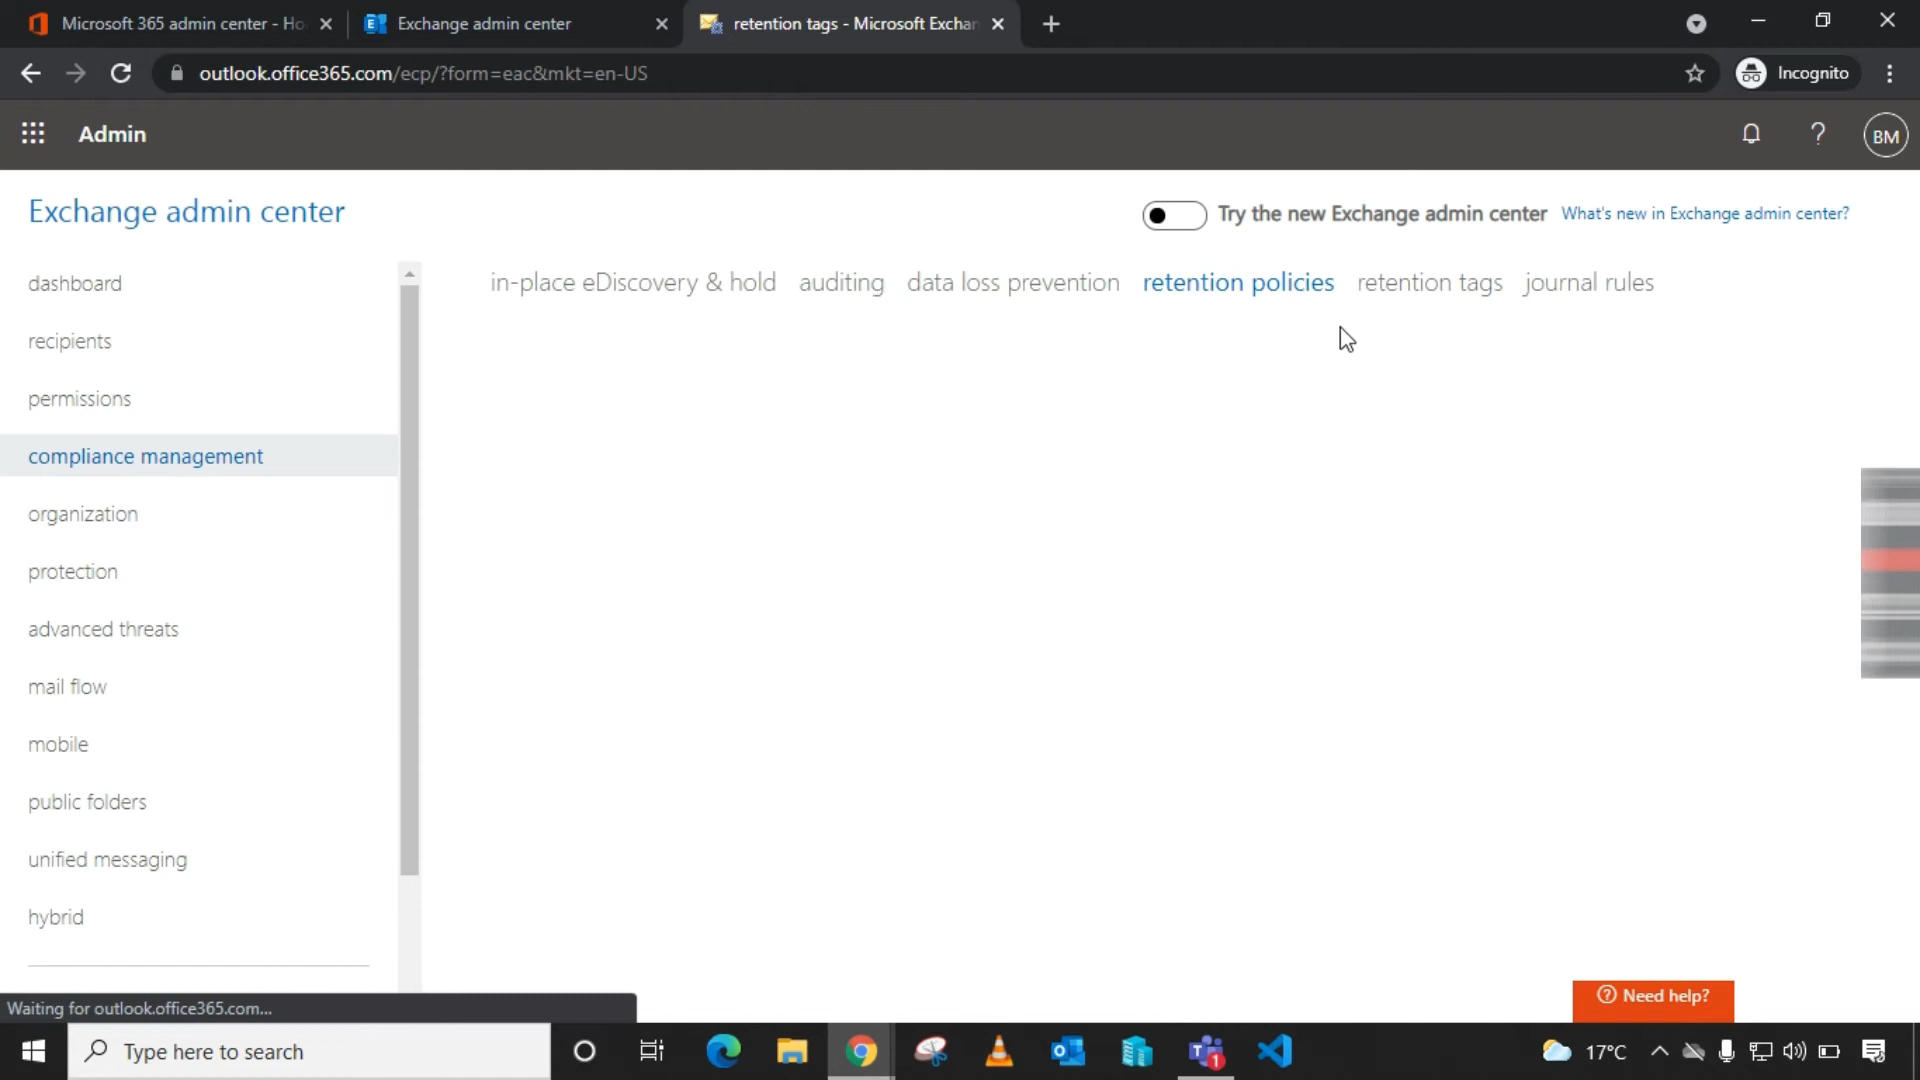 Microsoft 365 admin center - Ho
Exchange admin center
retention tags - Microsoft Exchan
outlook.office365.com/ecp/?form=eac&mkt=en-US
Incognito
Admin
BM
Exchange admin center
Try the new Exchange admin center
What's new in Exchange admin center?
in-place eDiscovery & hold
auditing
data loss prevention
retention policies
retention tags
journal rules
dashboard
recipients
permissions
compliance management
organization
protection
advanced threats
mail flow
mobile
public folders
unified messaging
hybrid
Need help?
Waiting for outlook.office365.com...
Type here to search
1
17°C